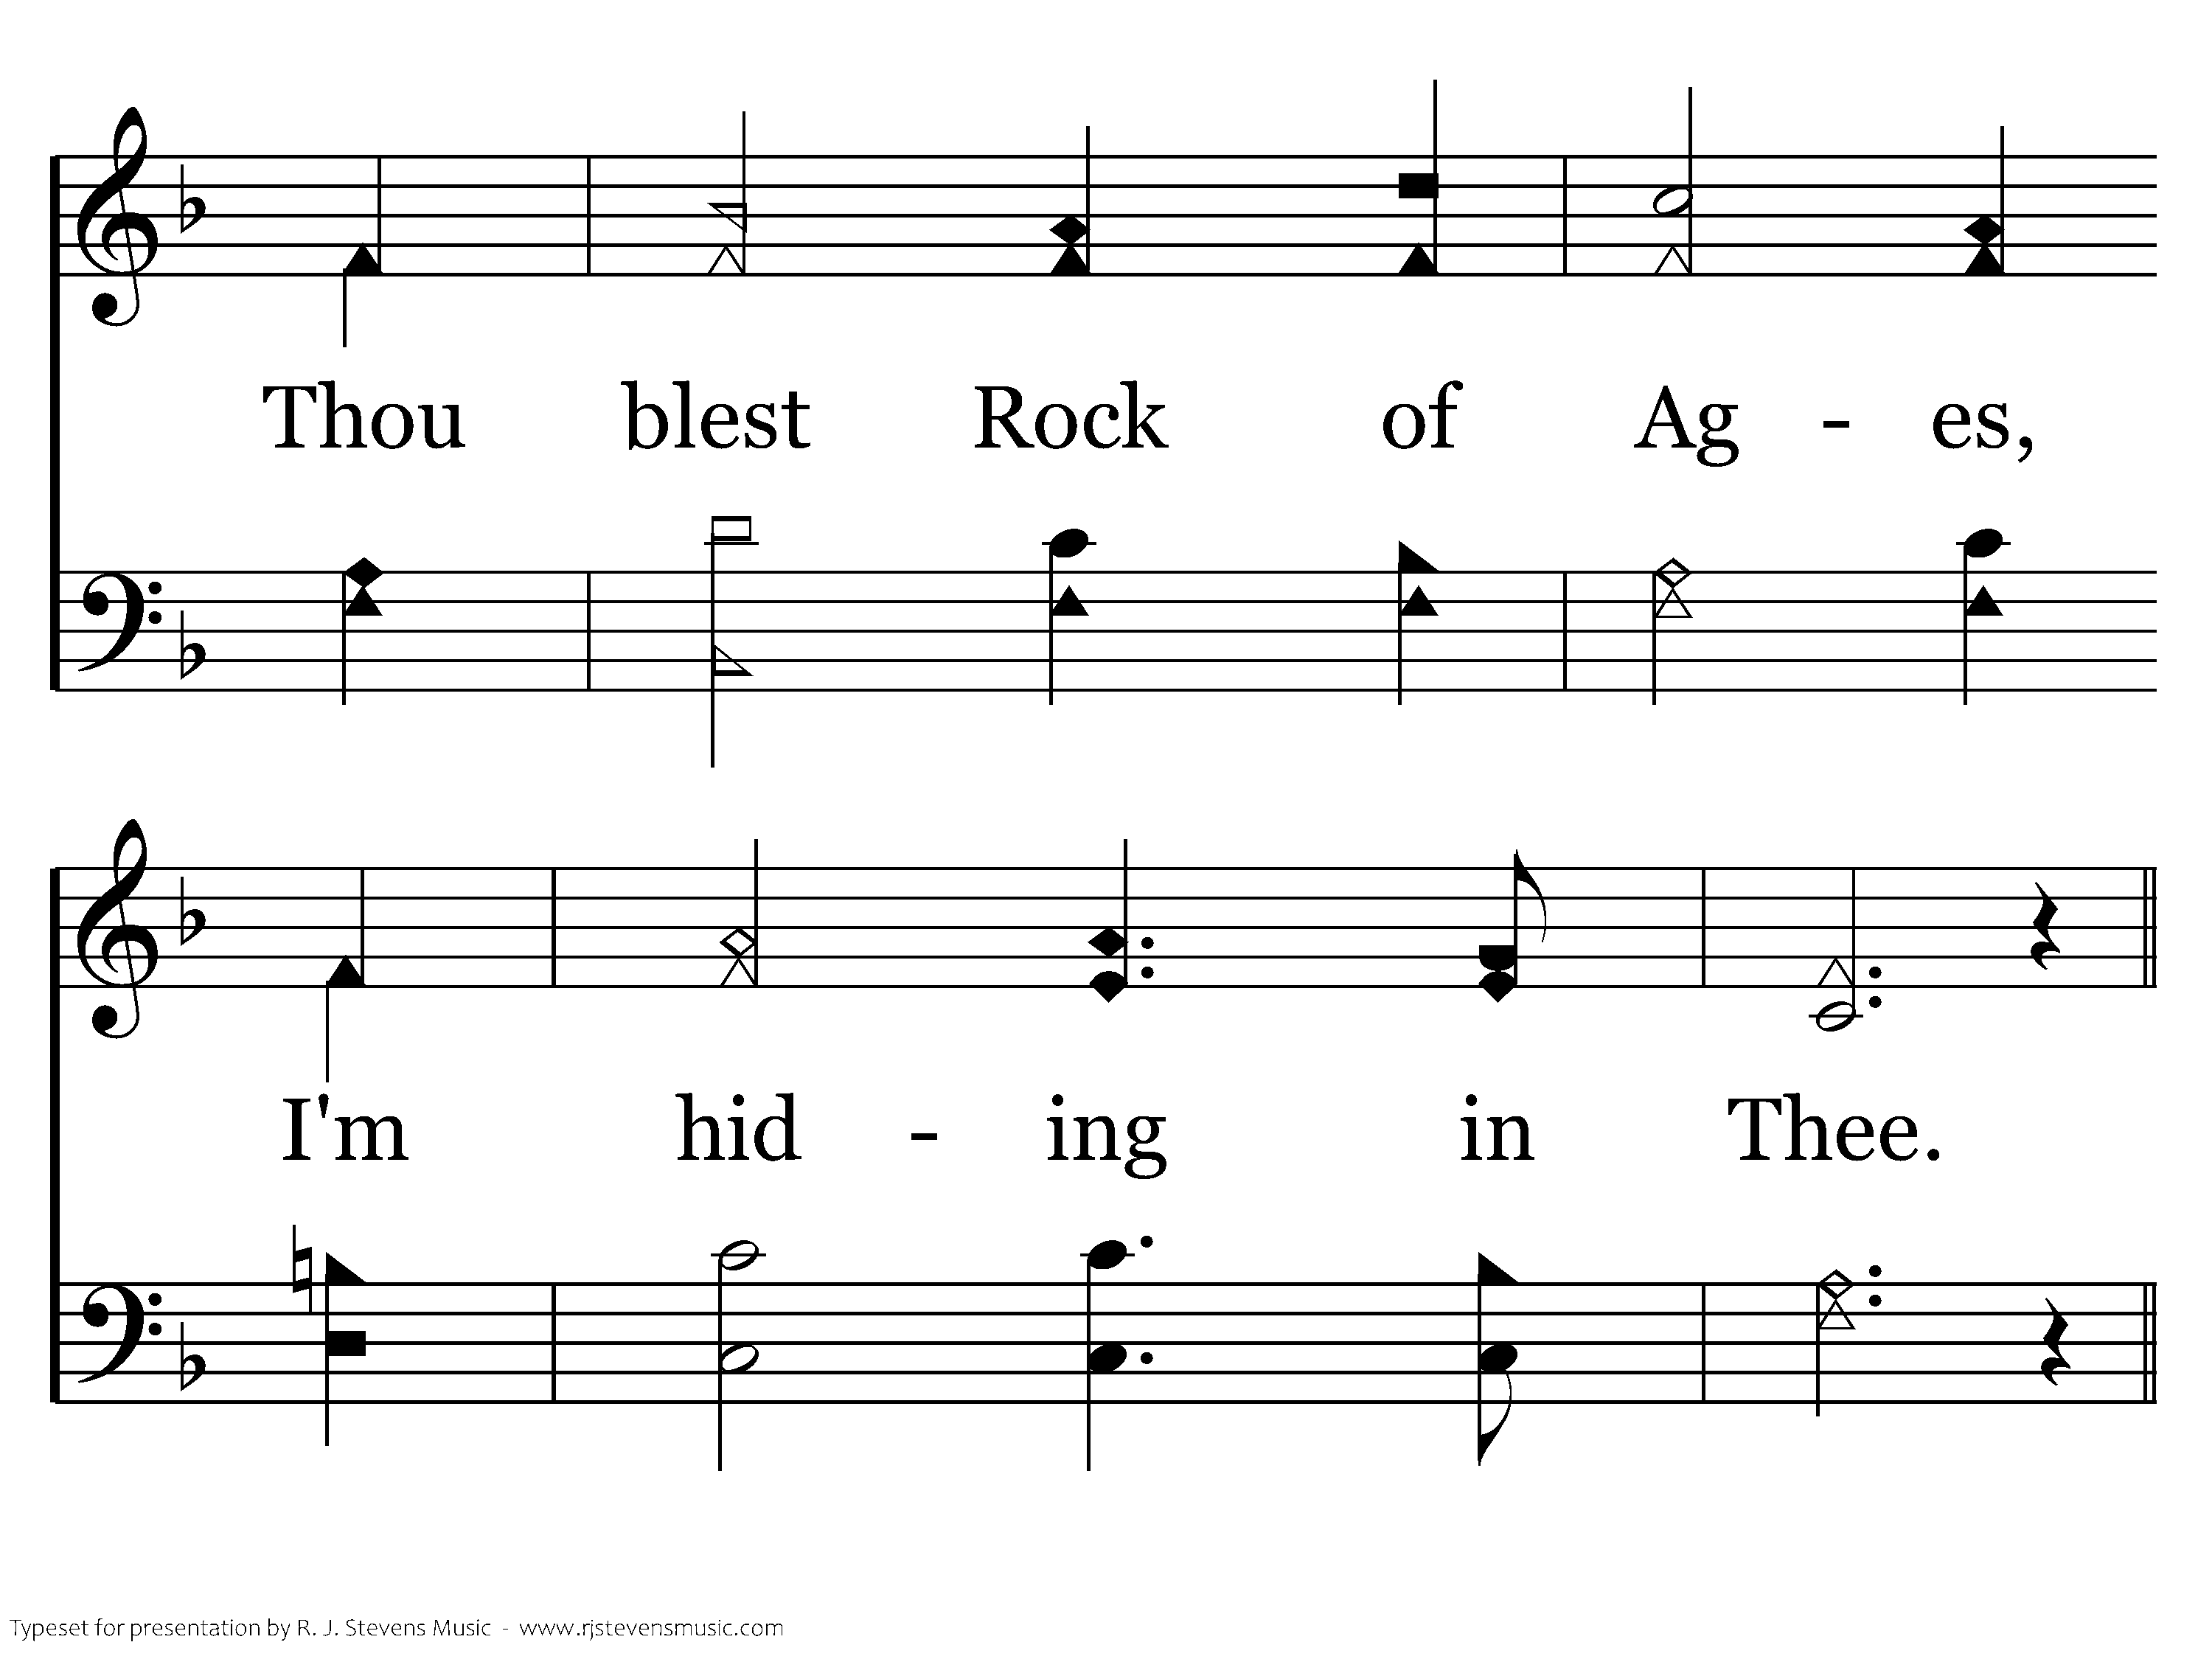 Thou blest Rock of Ag - es,
I'm hid - ing in Thee.
Typeset for presentation by R. J. Stevens Music - www.rjstevensmusic.com